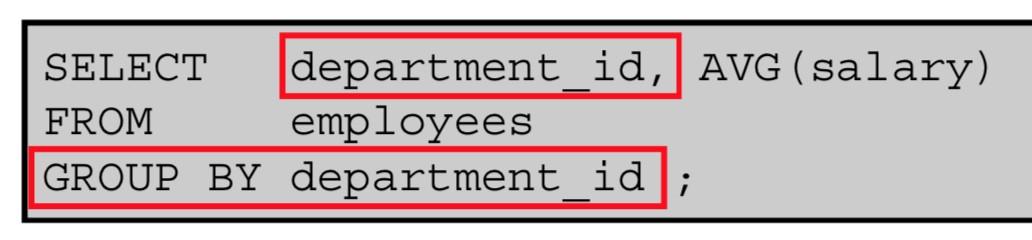 SELECT department_id, AVG(salary)
FROM employees
GROUP BY department_id ;